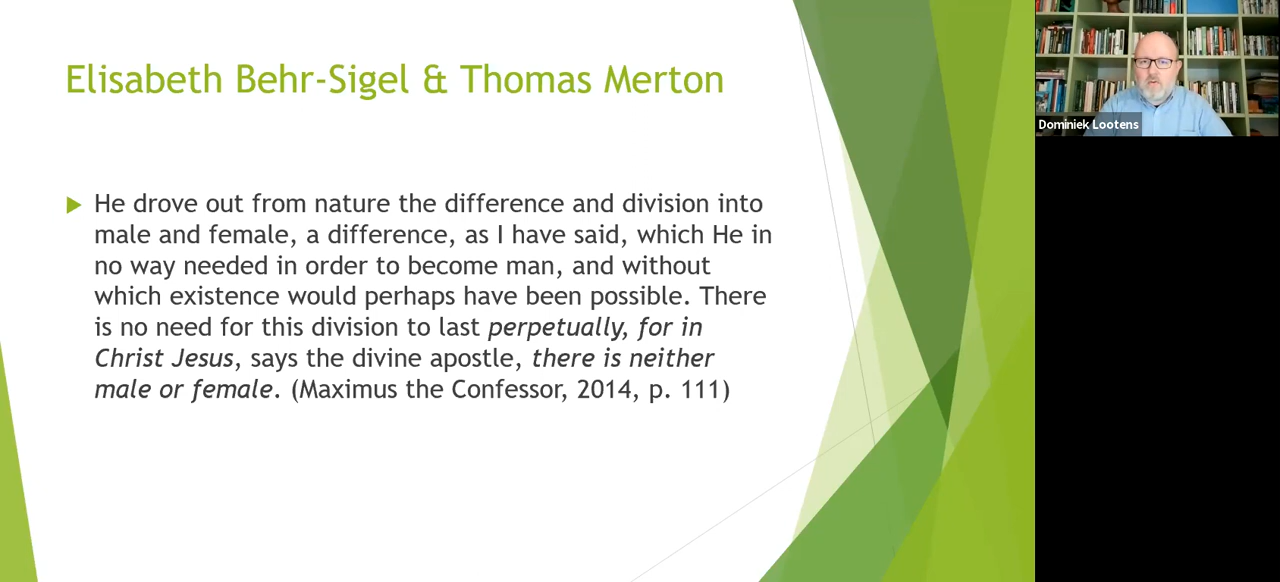 Elisabeth Behr-Sigel & Thomas Merton
He drove out from nature the difference and division into
male and female, a difference, as I have said, which He in
no way needed in order to become man, and without
which existence would perhaps have been possible. There
is no need for this division to last perpetually, for in
Christ Jesus, says the divine apostle, there is neither
male or female. (Maximus the Confessor, 2014, p. 111)
Dominiek Lootens